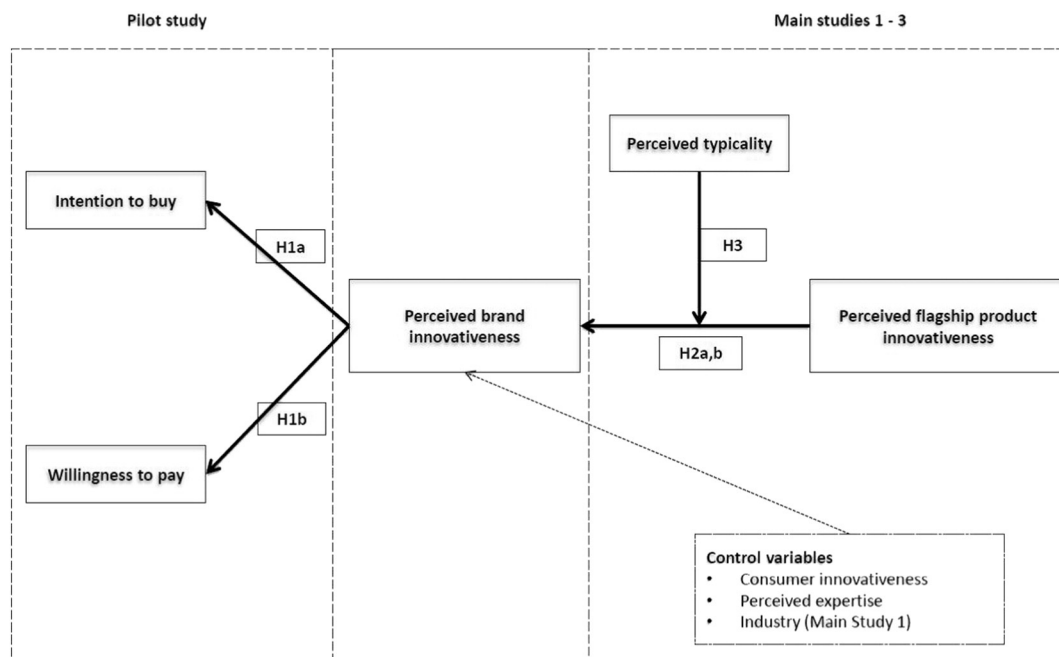 Pilot study
Main studies 1 - 3
Perceived typicality
Intention to buy
H1a
H3
Perceived brand
innovativeness
Perceived flagship product
innovativeness
H2a,b
H1b
Willingness to pay
Control variables
• Consumer innovativeness
• Perceived expertise
• Industry (Main Study 1)